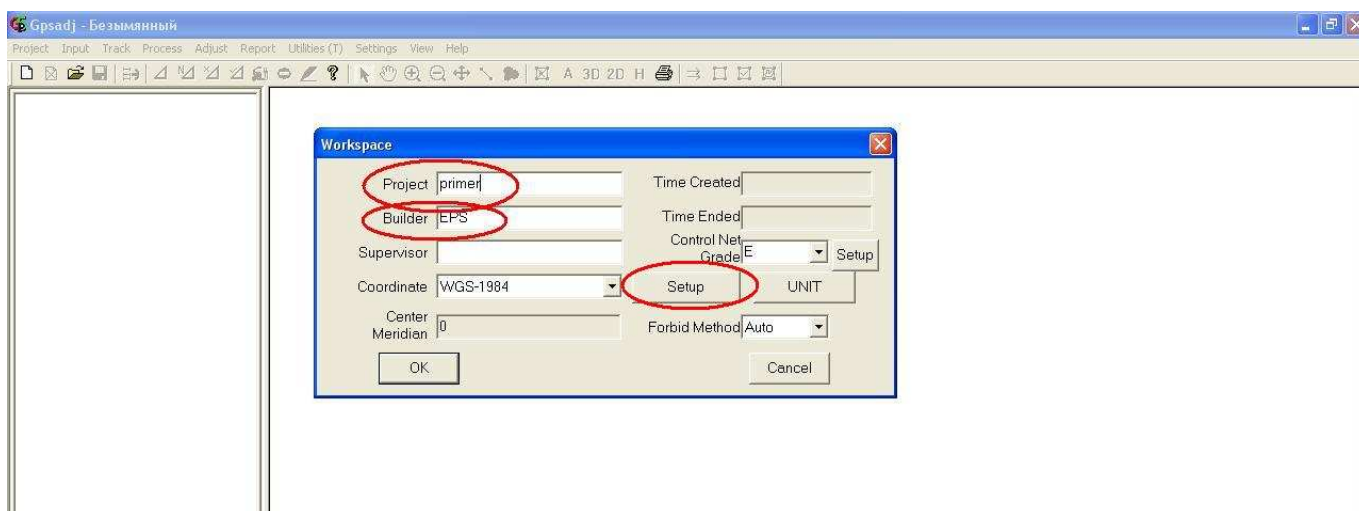 Gpsadj - Безымянный
Project Input Track Process Adjust Report Utilities (T) Settings View Help
A 3D 2D H
Workspace
Project primer Time Created
Builder EPS Time Ended
Supervisor Control Net Grade E Setup
Coordinate WGS-1984 Setup UNIT
Center Meridian 0 Forbid Method Auto
OK Cancel